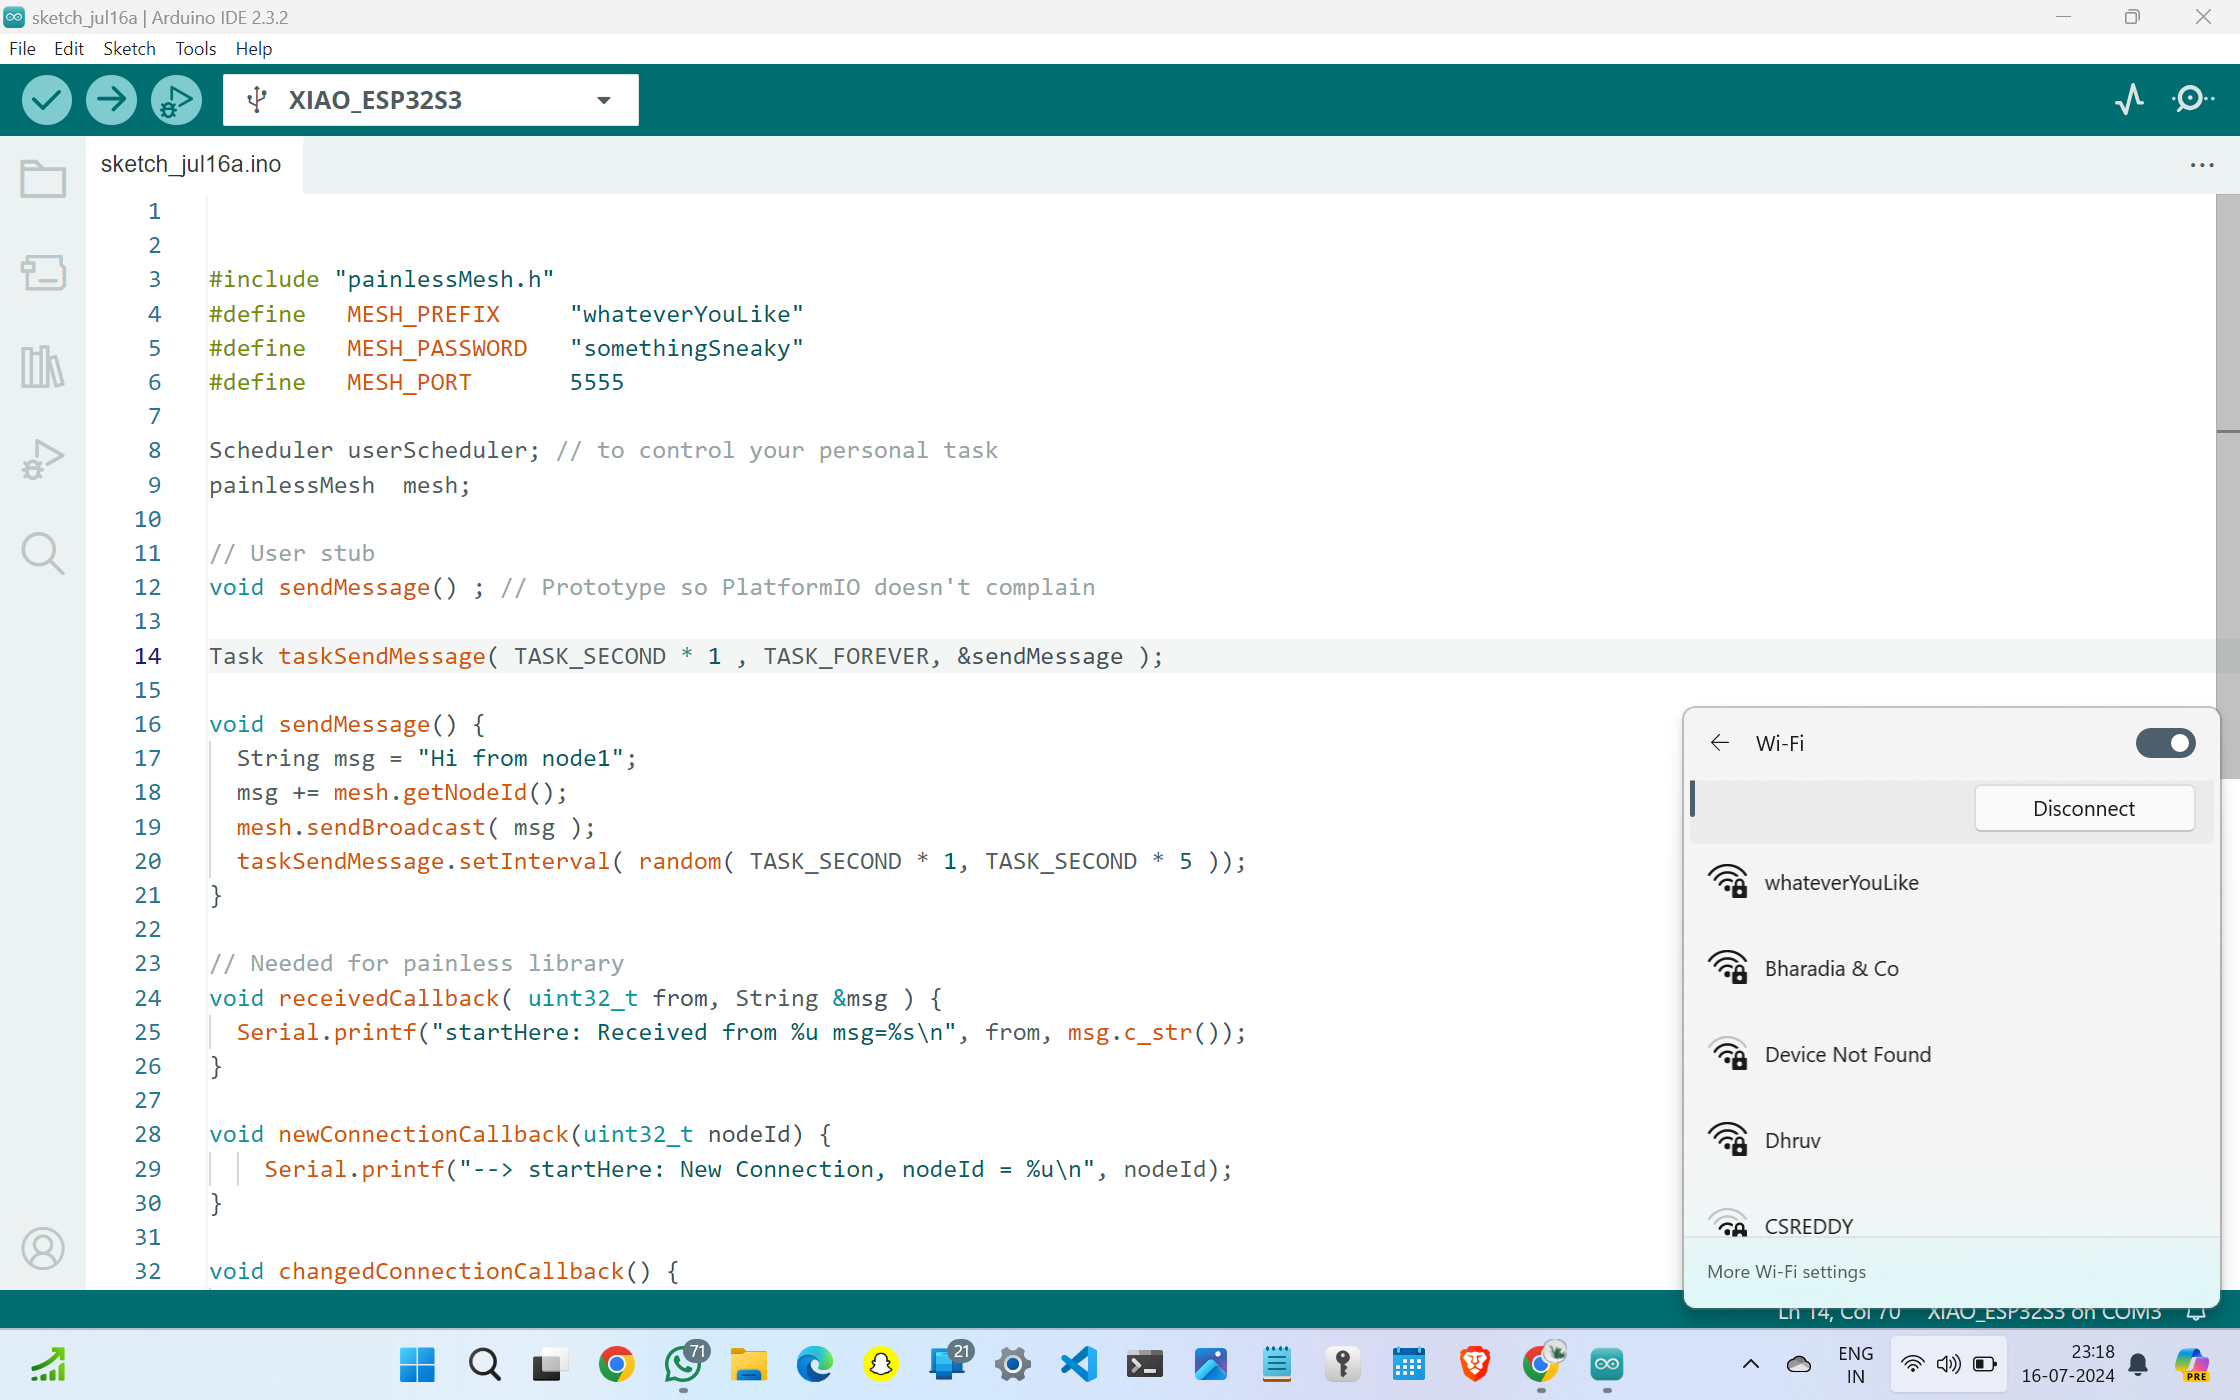 sketch_jul16a | Arduino IDE 2.3.2
File Edit Sketch Tools Help
XIAO_ESP32S3
sketch_jul16a.ino
1
2
3 #include "painlessMesh.h"
4 #define   MESH_PREFIX     "whateverYouLike"
5 #define   MESH_PASSWORD   "somethingSneaky"
6 #define   MESH_PORT       5555
7
8 Scheduler userScheduler; // to control your personal task
9 painlessMesh  mesh;
10
11 // User stub
12 void sendMessage() ; // Prototype so PlatformIO doesn't complain
13
14 Task taskSendMessage( TASK_SECOND * 1 , TASK_FOREVER, &sendMessage );
15
16 void sendMessage() {
17   String msg = "Hi from node1";
18   msg += mesh.getNodeId();
19   mesh.sendBroadcast( msg );
20   taskSendMessage.setInterval( random( TASK_SECOND * 1, TASK_SECOND * 5 ));
21 }
22
23 // Needed for painless library
24 void receivedCallback( uint32_t from, String &msg ) {
25   Serial.printf("startHere: Received from %u msg=%s\n", from, msg.c_str());
26 }
27
28 void newConnectionCallback(uint32_t nodeId) {
29     Serial.printf("--> startHere: New Connection, nodeId = %u\n", nodeId);
30 }
31
32 void changedConnectionCallback() {
Wi-Fi
Disconnect
whateverYouLike
Bharadia & Co
Device Not Found
Dhruv
CSREDDY
More Wi-Fi settings
Ln 14, Col 70 XIAO_ESP32S3 on COM3
71
21
ENG
IN
23:18
16-07-2024
PRE